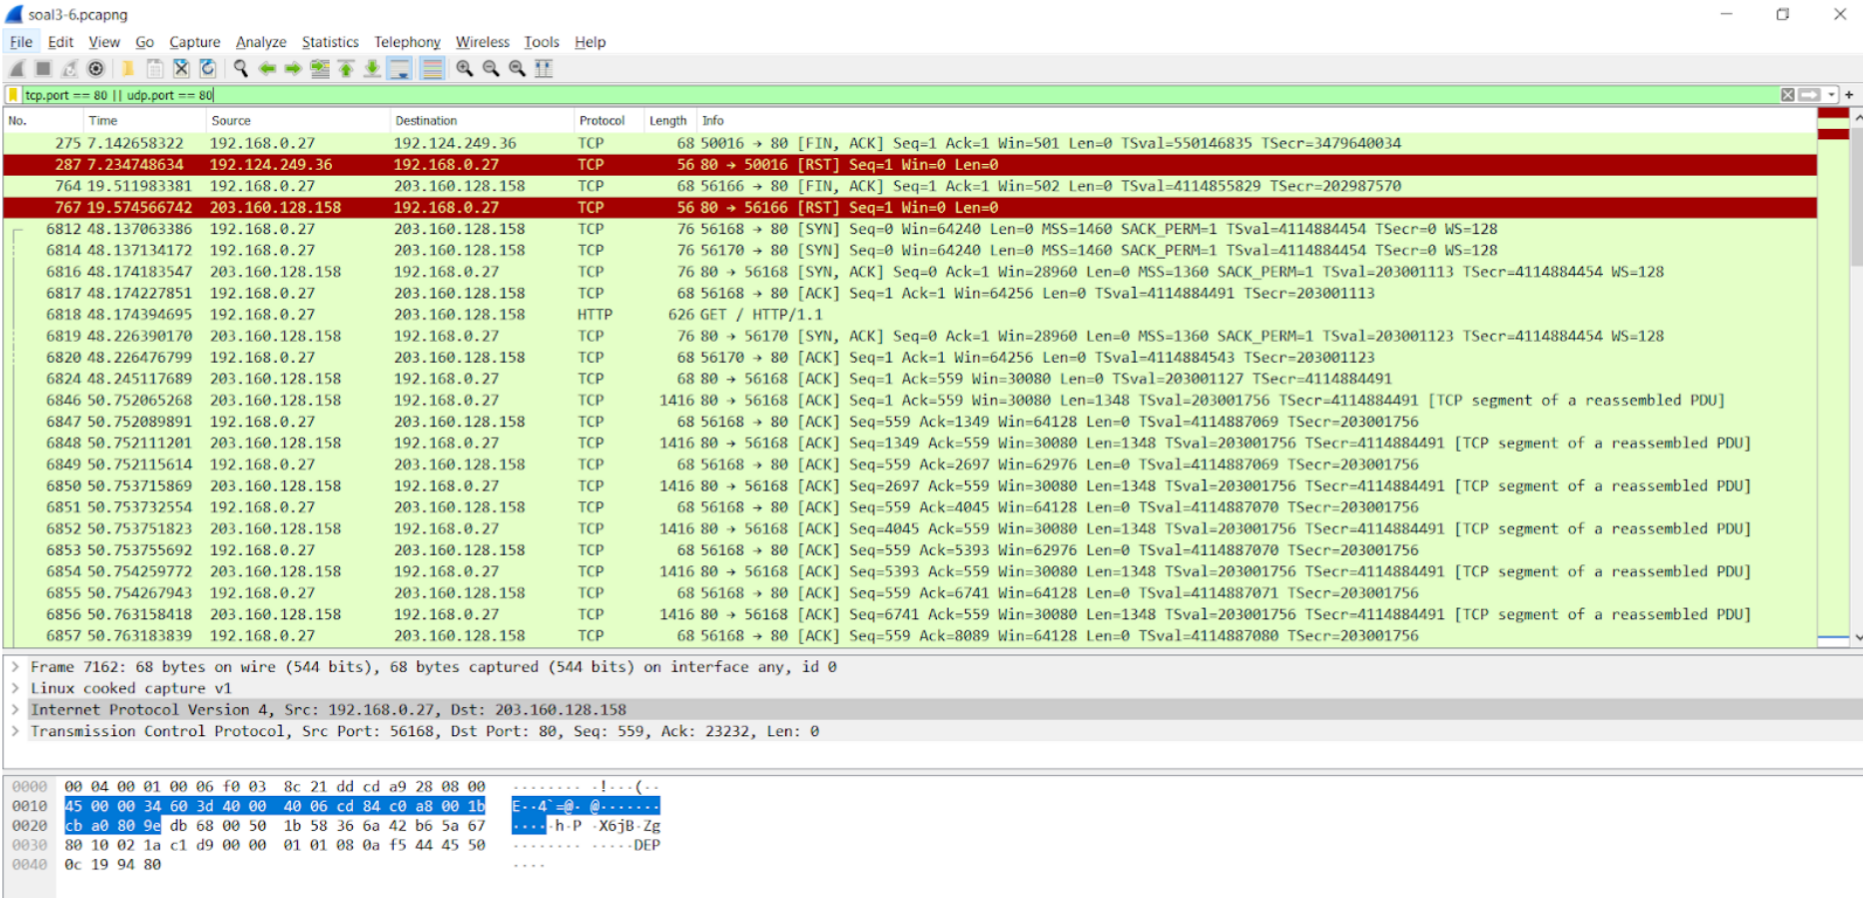 soal3-6.pcapng
File Edit View Go Capture Analyze Statistics Telephony Wireless Tools Help
tcp.port == 80 || udp.port == 80
No. Time Source Destination Protocol Length Info
275 7.142658322 192.168.0.27 192.124.249.36 TCP 68 50016 → 80 [FIN, ACK] Seq=1 Ack=1 Win=501 Len=0 TSval=550146835 TSecr=3479640034
287 7.234748634 192.124.249.36 192.168.0.27 TCP 56 80 → 50016 [RST] Seq=1 Win=0 Len=0
764 19.511983381 192.168.0.27 203.160.128.158 TCP 68 56166 → 80 [FIN, ACK] Seq=1 Ack=1 Win=502 Len=0 TSval=4114855829 TSecr=202987570
767 19.574566742 203.160.128.158 192.168.0.27 TCP 56 80 → 56166 [RST] Seq=1 Win=0 Len=0
6812 48.137063386 192.168.0.27 203.160.128.158 TCP 76 56168 → 80 [SYN] Seq=0 Win=64240 Len=0 MSS=1460 SACK_PERM=1 TSval=4114884454 TSecr=0 WS=128
6814 48.137134172 192.168.0.27 203.160.128.158 TCP 76 56170 → 80 [SYN] Seq=0 Win=64240 Len=0 MSS=1460 SACK_PERM=1 TSval=4114884454 TSecr=0 WS=128
6816 48.174183547 203.160.128.158 192.168.0.27 TCP 76 80 → 56168 [SYN, ACK] Seq=0 Ack=1 Win=28960 Len=0 MSS=1360 SACK_PERM=1 TSval=203001113 TSecr=4114884454 WS=128
6817 48.174227851 192.168.0.27 203.160.128.158 TCP 68 56168 → 80 [ACK] Seq=1 Ack=1 Win=64256 Len=0 TSval=4114884491 TSecr=203001113
6818 48.174394695 192.168.0.27 203.160.128.158 HTTP 626 GET / HTTP/1.1
6819 48.226390170 203.160.128.158 192.168.0.27 TCP 76 80 → 56170 [SYN, ACK] Seq=0 Ack=1 Win=28960 Len=0 MSS=1360 SACK_PERM=1 TSval=203001123 TSecr=4114884454 WS=128
6820 48.226476799 192.168.0.27 203.160.128.158 TCP 68 56170 → 80 [ACK] Seq=1 Ack=1 Win=64256 Len=0 TSval=4114884543 TSecr=203001123
6824 48.245117689 203.160.128.158 192.168.0.27 TCP 68 80 → 56168 [ACK] Seq=1 Ack=559 Win=30080 Len=0 TSval=203001127 TSecr=4114884491
6846 50.752065268 203.160.128.158 192.168.0.27 TCP 1416 80 → 56168 [ACK] Seq=1 Ack=559 Win=30080 Len=1348 TSval=203001756 TSecr=4114884491 [TCP segment of a reassembled PDU]
6847 50.752089891 192.168.0.27 203.160.128.158 TCP 68 56168 → 80 [ACK] Seq=559 Ack=1349 Win=64128 Len=0 TSval=4114887069 TSecr=203001756
6848 50.752111201 203.160.128.158 192.168.0.27 TCP 1416 80 → 56168 [ACK] Seq=1349 Ack=559 Win=30080 Len=1348 TSval=203001756 TSecr=4114884491 [TCP segment of a reassembled PDU]
6849 50.752115614 192.168.0.27 203.160.128.158 TCP 68 56168 → 80 [ACK] Seq=559 Ack=2697 Win=62976 Len=0 TSval=4114887069 TSecr=203001756
6850 50.753715869 203.160.128.158 192.168.0.27 TCP 1416 80 → 56168 [ACK] Seq=2697 Ack=559 Win=30080 Len=1348 TSval=203001756 TSecr=4114884491 [TCP segment of a reassembled PDU]
6851 50.753732554 192.168.0.27 203.160.128.158 TCP 68 56168 → 80 [ACK] Seq=559 Ack=4045 Win=64128 Len=0 TSval=4114887070 TSecr=203001756
6852 50.753751823 203.160.128.158 192.168.0.27 TCP 1416 80 → 56168 [ACK] Seq=4045 Ack=559 Win=30080 Len=1348 TSval=203001756 TSecr=4114884491 [TCP segment of a reassembled PDU]
6853 50.753755692 192.168.0.27 203.160.128.158 TCP 68 56168 → 80 [ACK] Seq=559 Ack=5393 Win=62976 Len=0 TSval=4114887070 TSecr=203001756
6854 50.754259772 203.160.128.158 192.168.0.27 TCP 1416 80 → 56168 [ACK] Seq=5393 Ack=559 Win=30080 Len=1348 TSval=203001756 TSecr=4114884491 [TCP segment of a reassembled PDU]
6855 50.754267943 192.168.0.27 203.160.128.158 TCP 68 56168 → 80 [ACK] Seq=559 Ack=6741 Win=64128 Len=0 TSval=4114887071 TSecr=203001756
6856 50.763158418 203.160.128.158 192.168.0.27 TCP 1416 80 → 56168 [ACK] Seq=6741 Ack=559 Win=30080 Len=1348 TSval=203001756 TSecr=4114884491 [TCP segment of a reassembled PDU]
6857 50.763183839 192.168.0.27 203.160.128.158 TCP 68 56168 → 80 [ACK] Seq=559 Ack=8089 Win=64128 Len=0 TSval=4114887080 TSecr=203001756
> Frame 7162: 68 bytes on wire (544 bits), 68 bytes captured (544 bits) on interface any, id 0
> Linux cooked capture v1
> Internet Protocol Version 4, Src: 192.168.0.27, Dst: 203.160.128.158
> Transmission Control Protocol, Src Port: 56168, Dst Port: 80, Seq: 559, Ack: 23232, Len: 0
0000 00 04 00 01 00 06 f0 03 8c 21 dd cd a9 28 08 00 ········ ·!···(··
0010 45 00 00 34 60 3d 40 00 40 06 cd 84 c0 a8 00 1b E··4`=@· @·······
0020 cb a0 80 9e db 68 00 50 1b 58 36 6a 42 b6 5a 67 ·····h·P ·X6jB·Zg
0030 80 10 02 1a c1 d9 00 00 01 01 08 0a f5 44 45 50 ········ ·····DEP
0040 0c 19 94 80 ····